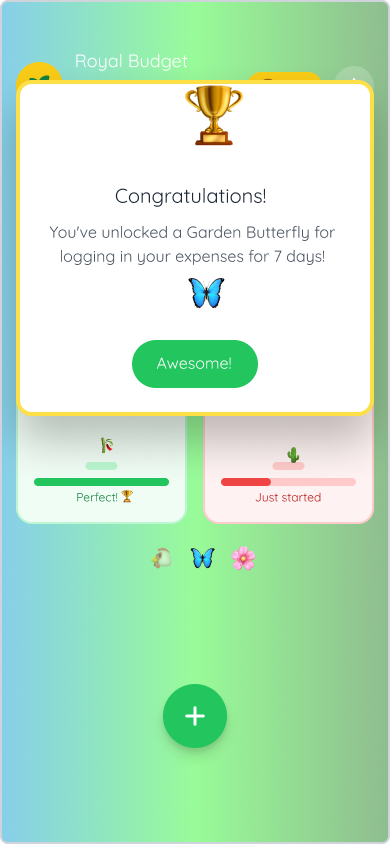 Royal Budget
Congratulations!
You've unlocked a Garden Butterfly for
logging in your expenses for 7 days!
Awesome!
Perfect! 🏆
Just started